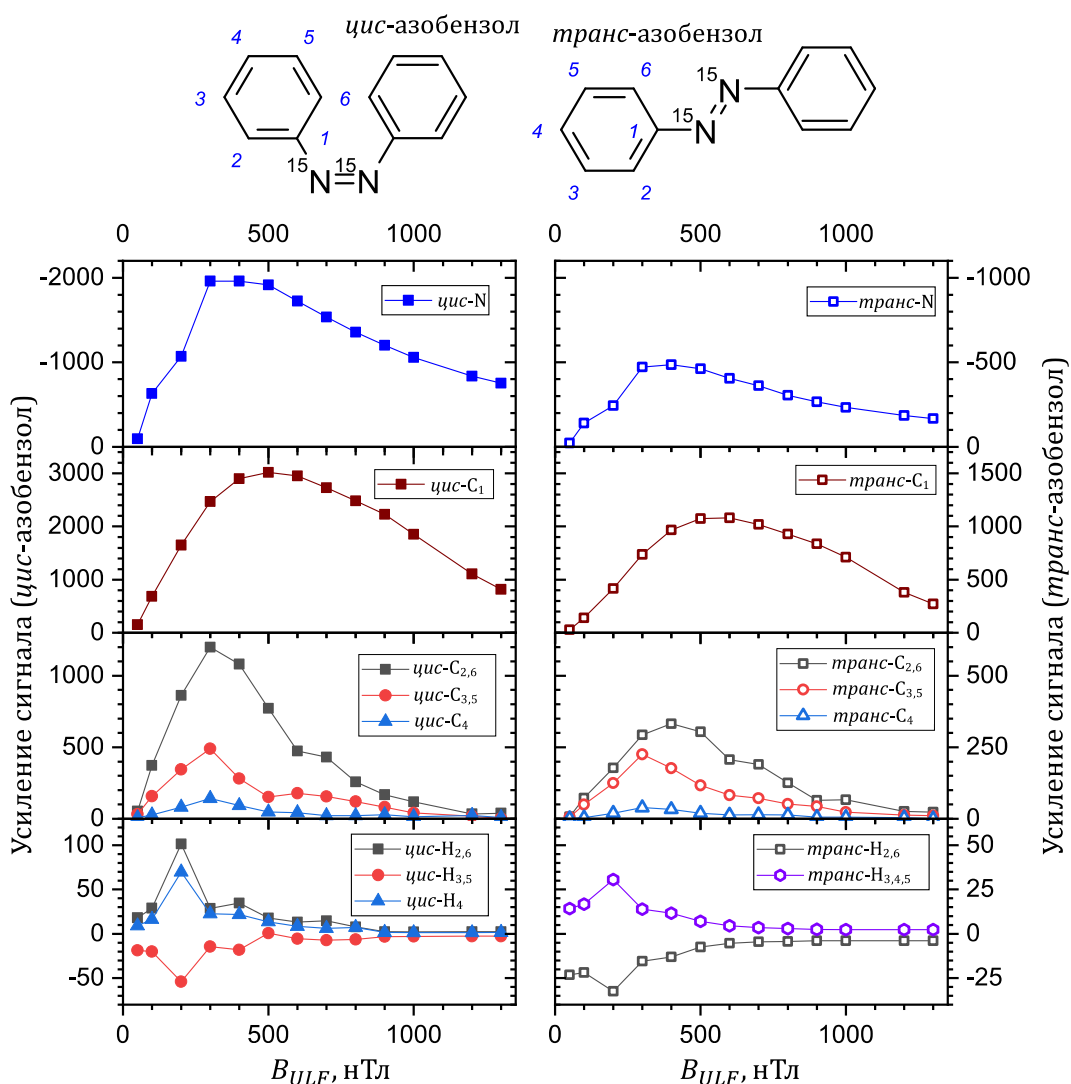 цис-азобензол
транс-азобензол
4
5
3
6
2
1
15
N
15
N
5
6
4
1
3
2
15
N
15
N
0
500
1000
0
500
1000
-2000
-1000
0
цис-N
-1000
-500
0
транс-N
3000
2000
1000
0
цис-C1
1500
1000
500
0
транс-C1
1000
500
0
цис-C2,6
цис-C3,5
цис-C4
500
250
0
транс-C2,6
транс-C3,5
транс-C4
100
50
0
-50
цис-H2,6
цис-H3,5
цис-H4
50
25
0
-25
транс-H2,6
транс-H3,4,5
0
500
1000
0
500
1000
BULF, нТл
BULF, нТл
Усиление сигнала (цис-азобензол)
Усиление сигнала (транс-азобензол)